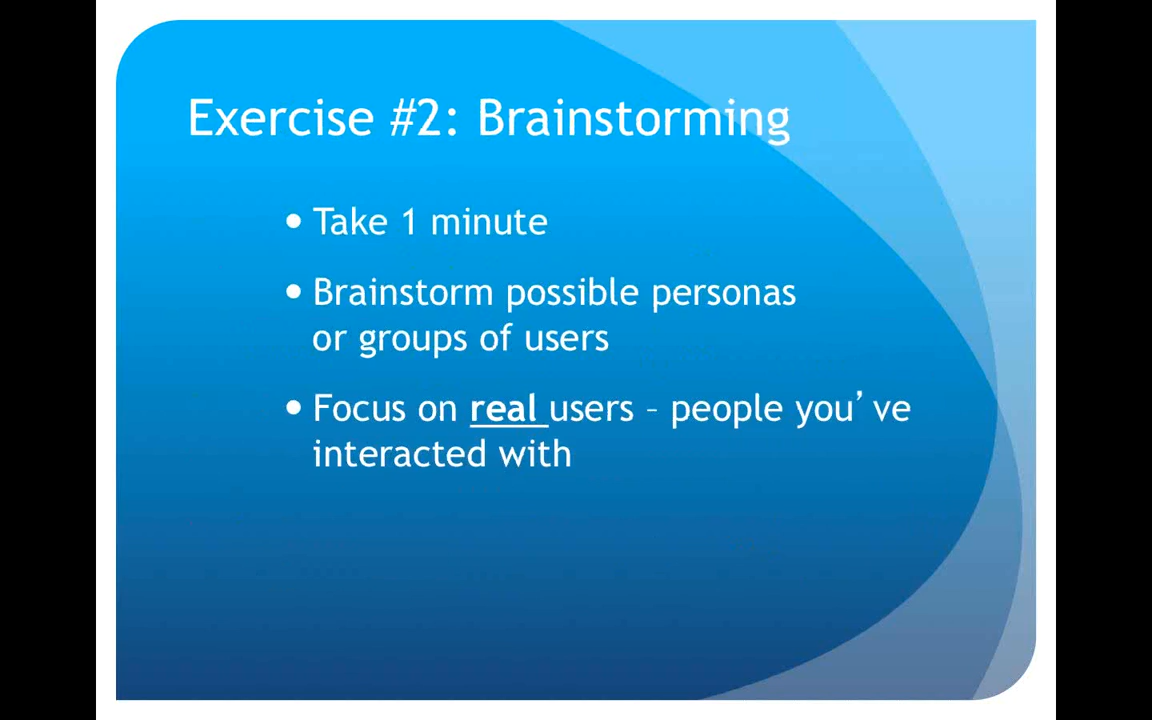 Exercise #2: Brainstorming
• Take 1 minute
• Brainstorm possible personas
or groups of users
• Focus on real users – people you’ ve
interacted with